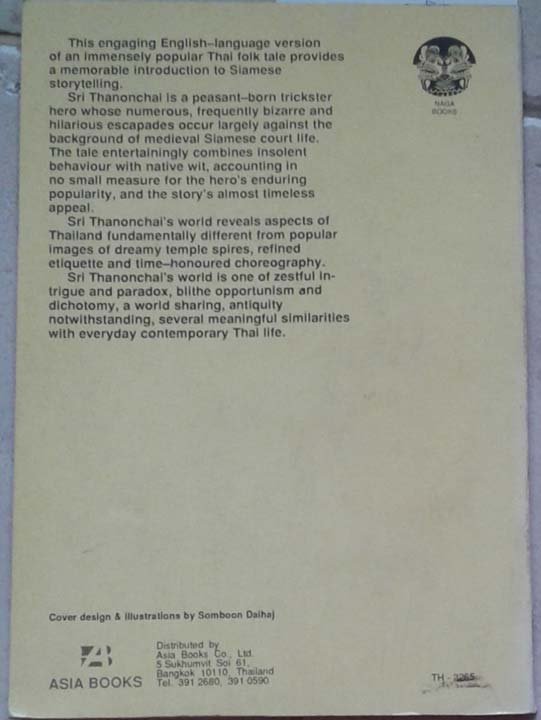 This engaging English-language version
of an immensely popular Thai folk tale provides
a memorable introduction to Siamese
storytelling.
Sri Thanonchai is a peasant-born trickster
hero whose numerous, frequently bizarre and
hilarious escapades occur largely against the
background of medieval Siamese court life.
The tale entertainingly combines insolent
behaviour with native wit, accounting in
no small measure for the hero's enduring
popularity, and the story's almost timeless
appeal.
Sri Thanonchai's world reveals aspects of
Thailand fundamentally different from popular
images of dreamy temple spires, refined
etiquette and time-honoured choreography.
Sri Thanonchai's world is one of zestful in-
trigue and paradox, blithe opportunism and
dichotomy, a world sharing, antiquity
notwithstanding, several meaningful similarities
with everyday contemporary Thai life.
NAGA
BOOKS
Cover design & illustrations by Somboon Daihaj
ASIA BOOKS
Distributed by
Asia Books Co., Ltd.
5 Sukhumvit Soi 61,
Bangkok 10110, Thailand
Tel. 391 2680, 391 0590
TH -